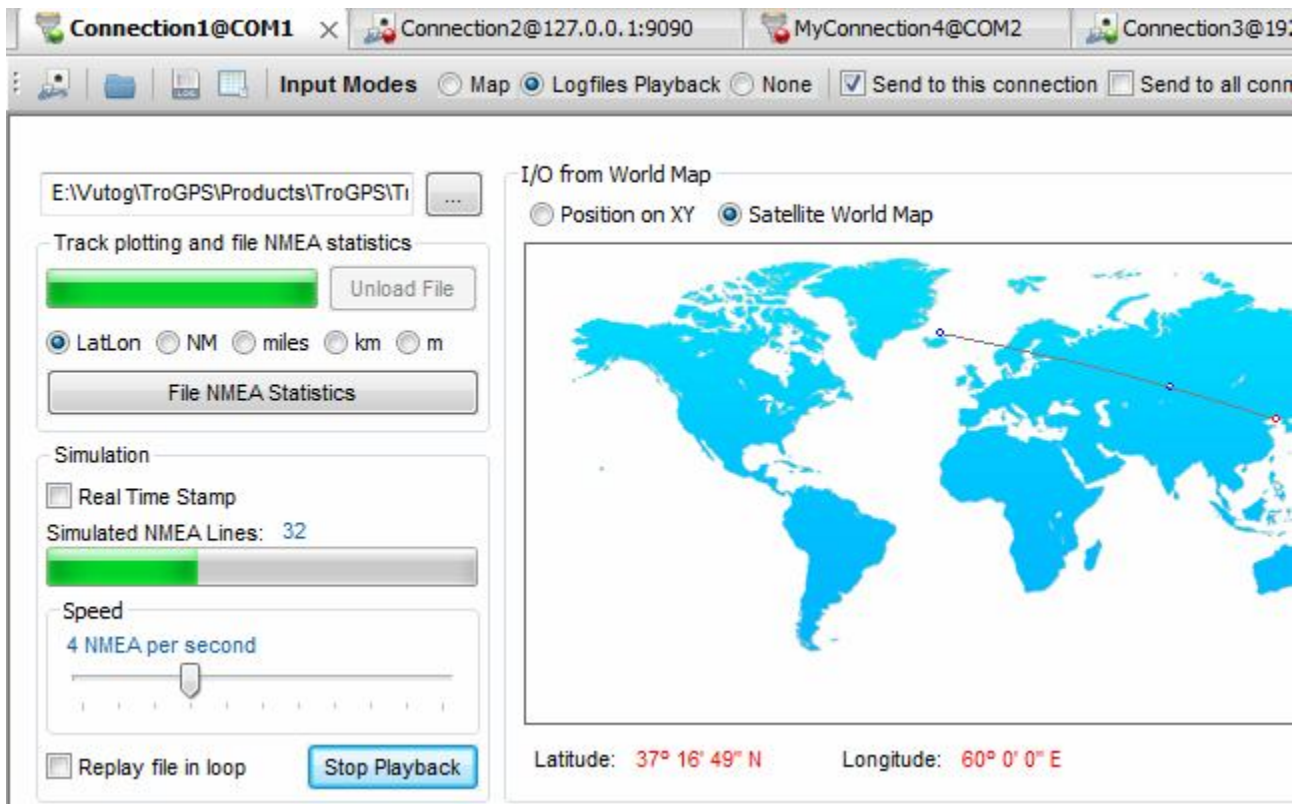 Connection1@COM1 Connection2@127.0.0.1:9090 MyConnection4@COM2 Connection3@192
LOG Input Modes Map Logfiles Playback None Send to this connection Send to all conn
E:\Vutog\TroGPS\Products\TroGPS\Tr ...
Track plotting and file NMEA statistics
Unload File
LatLon NM miles km m
File NMEA Statistics
Simulation
Real Time Stamp
Simulated NMEA Lines: 32
Speed
4 NMEA per second
Replay file in loop Stop Playback
I/O from World Map
Position on XY Satellite World Map
Latitude: 37º 16' 49" N Longitude: 60º 0' 0" E